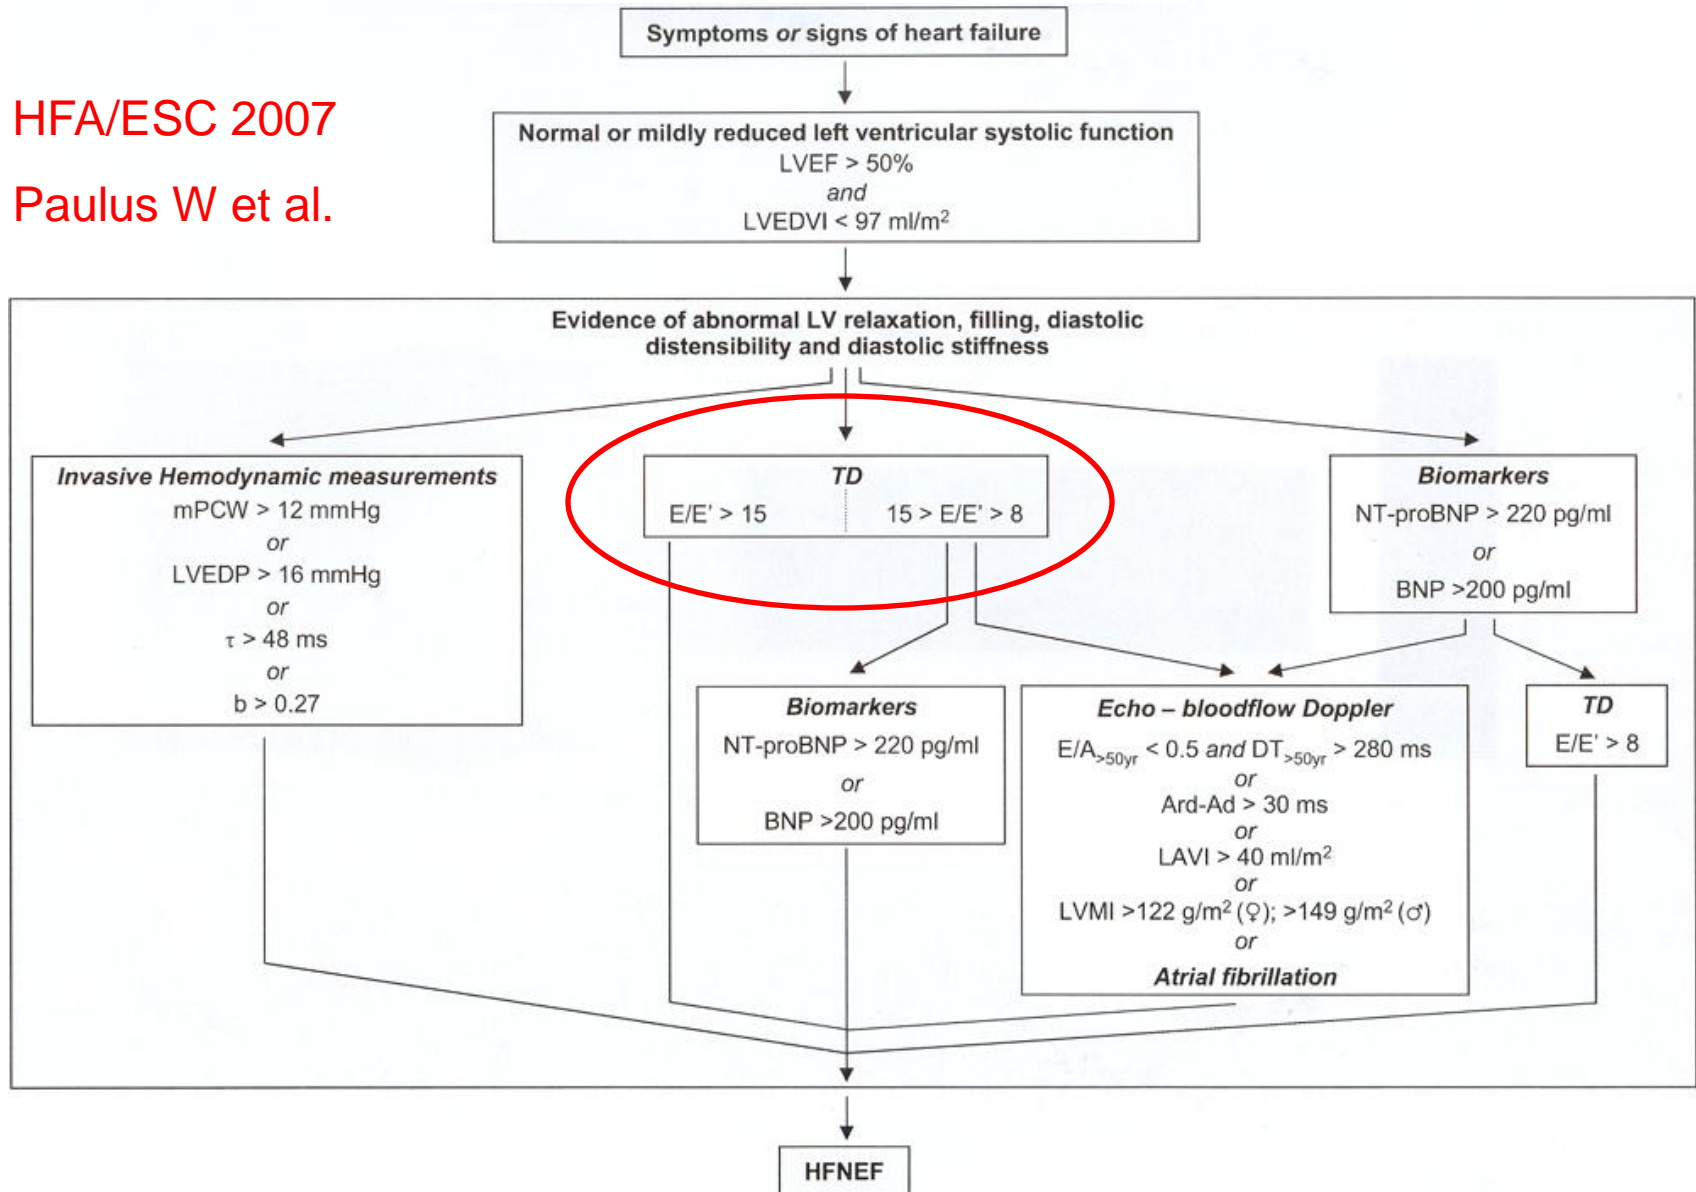 Symptoms or signs of heart failure
HFA/ESC 2007
Paulus W et al.
Normal or mildly reduced left ventricular systolic function
LVEF > 50%
and
LVEDVI < 97 ml/m²
Evidence of abnormal LV relaxation, filling, diastolic
distensibility and diastolic stiffness
Invasive Hemodynamic measurements
mPCW > 12 mmHg
or
LVEDP > 16 mmHg
or
τ > 48 ms
or
b > 0.27
TD
E/E' > 15
15 > E/E' > 8
Biomarkers
NT-proBNP > 220 pg/ml
or
BNP >200 pg/ml
Biomarkers
NT-proBNP > 220 pg/ml
or
BNP >200 pg/ml
Echo – bloodflow Doppler
E/A>50yr < 0.5 and DT>50yr > 280 ms
or
Ard-Ad > 30 ms
or
LAVI > 40 ml/m²
or
LVMI >122 g/m² (♀); >149 g/m² (♂)
or
Atrial fibrillation
TD
E/E' > 8
HFNEF